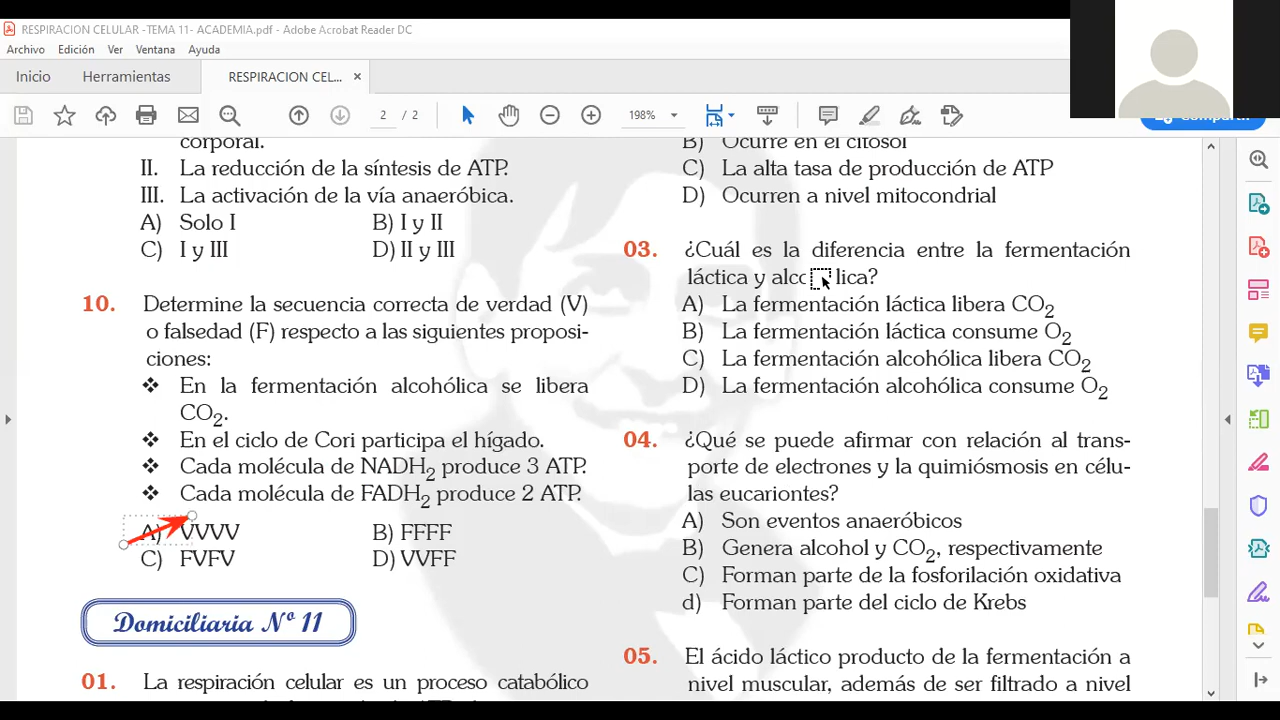 RESPIRACION CELULAR -TEMA 11- ACADEMIA.pdf - Adobe Acrobat Reader DC
Archivo Edición Ver Ventana Ayuda
Inicio Herramientas RESPIRACION CEL... ×
2 / 2 198%
corporal.
II. La reducción de la síntesis de ATP.
III. La activación de la vía anaeróbica.
A) Solo I B) I y II
C) I y III D) II y III
10. Determine la secuencia correcta de verdad (V)
o falsedad (F) respecto a las siguientes proposi-
ciones:
❖ En la fermentación alcohólica se libera
CO2.
❖ En el ciclo de Cori participa el hígado.
❖ Cada molécula de NADH2 produce 3 ATP.
❖ Cada molécula de FADH2 produce 2 ATP.
A) VVVV B) FFFF
C) FVFV D) VVFF
Domiciliaria Nº 11
01. La respiración celular es un proceso catabólico
B) Ocurre en el citosol
C) La alta tasa de producción de ATP
D) Ocurren a nivel mitocondrial
03. ¿Cuál es la diferencia entre la fermentación
láctica y alco lica?
A) La fermentación láctica libera CO2
B) La fermentación láctica consume O2
C) La fermentación alcohólica libera CO2
D) La fermentación alcohólica consume O2
04. ¿Qué se puede afirmar con relación al trans-
porte de electrones y la quimiósmosis en célu-
las eucariontes?
A) Son eventos anaeróbicos
B) Genera alcohol y CO2, respectivamente
C) Forman parte de la fosforilación oxidativa
d) Forman parte del ciclo de Krebs
05. El ácido láctico producto de la fermentación a
nivel muscular, además de ser filtrado a nivel